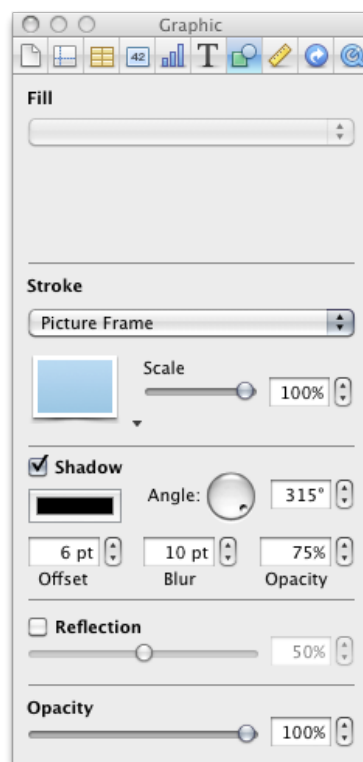 Graphic
42
T
Fill
Stroke
Picture Frame
Scale
100%
Shadow
Angle: 315°
6 pt 10 pt 75%
Offset Blur Opacity
Reflection
50%
Opacity
100%